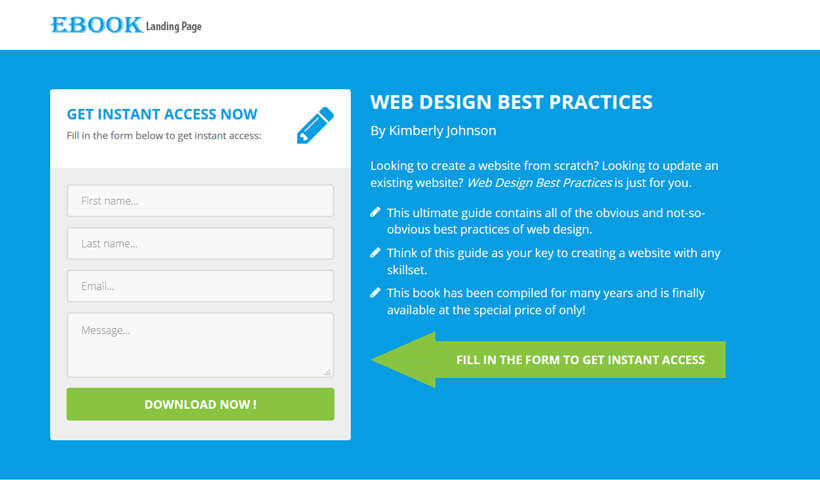 EBOOK Landing Page
GET INSTANT ACCESS NOW
Fill in the form below to get instant access:
First name...
Last name...
Email...
Message...
DOWNLOAD NOW !
WEB DESIGN BEST PRACTICES
By Kimberly Johnson
Looking to create a website from scratch? Looking to update an
existing website? Web Design Best Practices is just for you.
This ultimate guide contains all of the obvious and not-so-
obvious best practices of web design.
Think of this guide as your key to creating a website with any
skillset.
This book has been compiled for many years and is finally
available at the special price of only!
FILL IN THE FORM TO GET INSTANT ACCESS